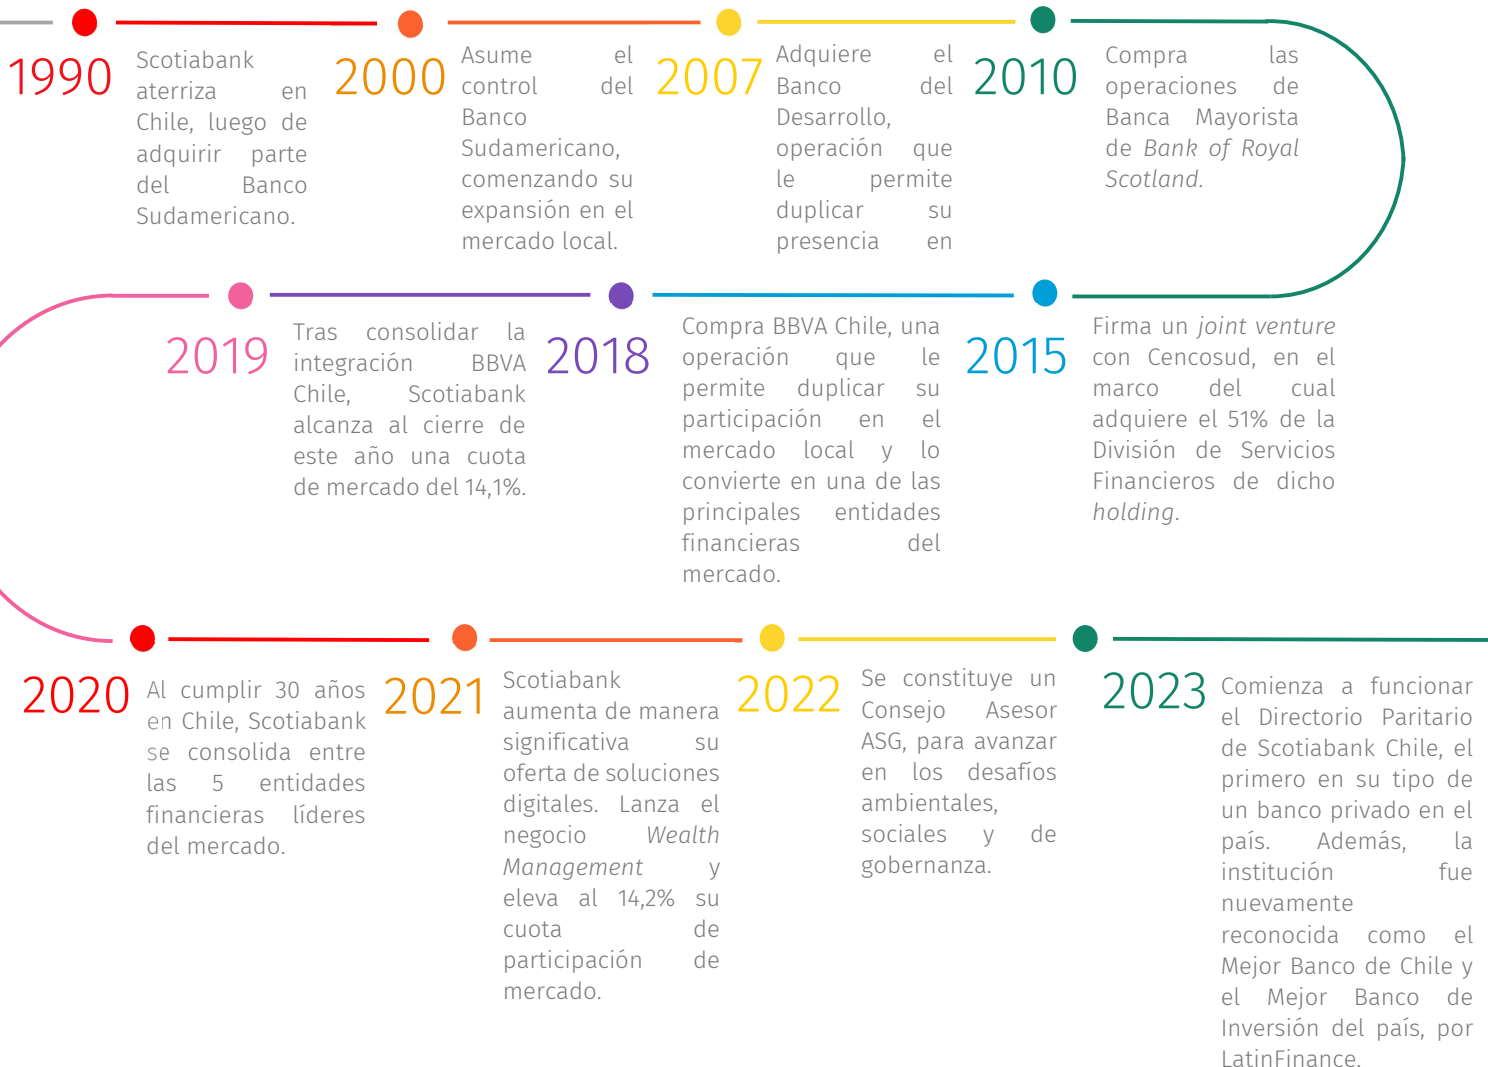 1990
Scotiabank
aterriza en
Chile, luego de
adquirir parte
del Banco
Sudamericano.
2000
Asume el
control del
Banco
Sudamericano,
comenzando su
expansión en el
mercado local.
2007
Adquiere el
Banco del
Desarrollo,
operación que
le permite
duplicar su
presencia en
2010
Compra las
operaciones de
Banca Mayorista
de Bank of Royal
Scotland.
2015
Firma un joint venture
con Cencosud, en el
marco del cual
adquiere el 51% de la
División de Servicios
Financieros de dicho
holding.
2018
Compra BBVA Chile, una
operación que le
permite duplicar su
participación en el
mercado local y lo
convierte en una de las
principales entidades
financieras del
mercado.
2019
Tras consolidar la
integración BBVA
Chile, Scotiabank
alcanza al cierre de
este año una cuota
de mercado del 14,1%.
2020
Al cumplir 30 años
en Chile, Scotiabank
se consolida entre
las 5 entidades
financieras líderes
del mercado.
2021
Scotiabank
aumenta de manera
significativa su
oferta de soluciones
digitales. Lanza el
negocio Wealth
Management y
eleva al 14,2% su
cuota de
participación de
mercado.
2022
Se constituye un
Consejo Asesor
ASG, para avanzar
en los desafíos
ambientales,
sociales y de
gobernanza.
2023
Comienza a funcionar
el Directorio Paritario
de Scotiabank Chile, el
primero en su tipo de
un banco privado en el
país. Además, la
institución fue
nuevamente
reconocida como el
Mejor Banco de Chile y
el Mejor Banco de
Inversión del país, por
LatinFinance.